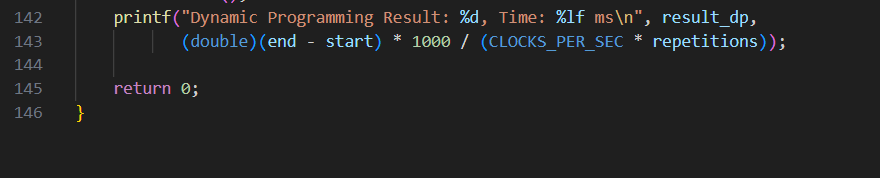 142 printf("Dynamic Programming Result: %d, Time: %lf ms\n", result_dp,
143 (double)(end - start) * 1000 / (CLOCKS_PER_SEC * repetitions));
144
145 return 0;
146 }